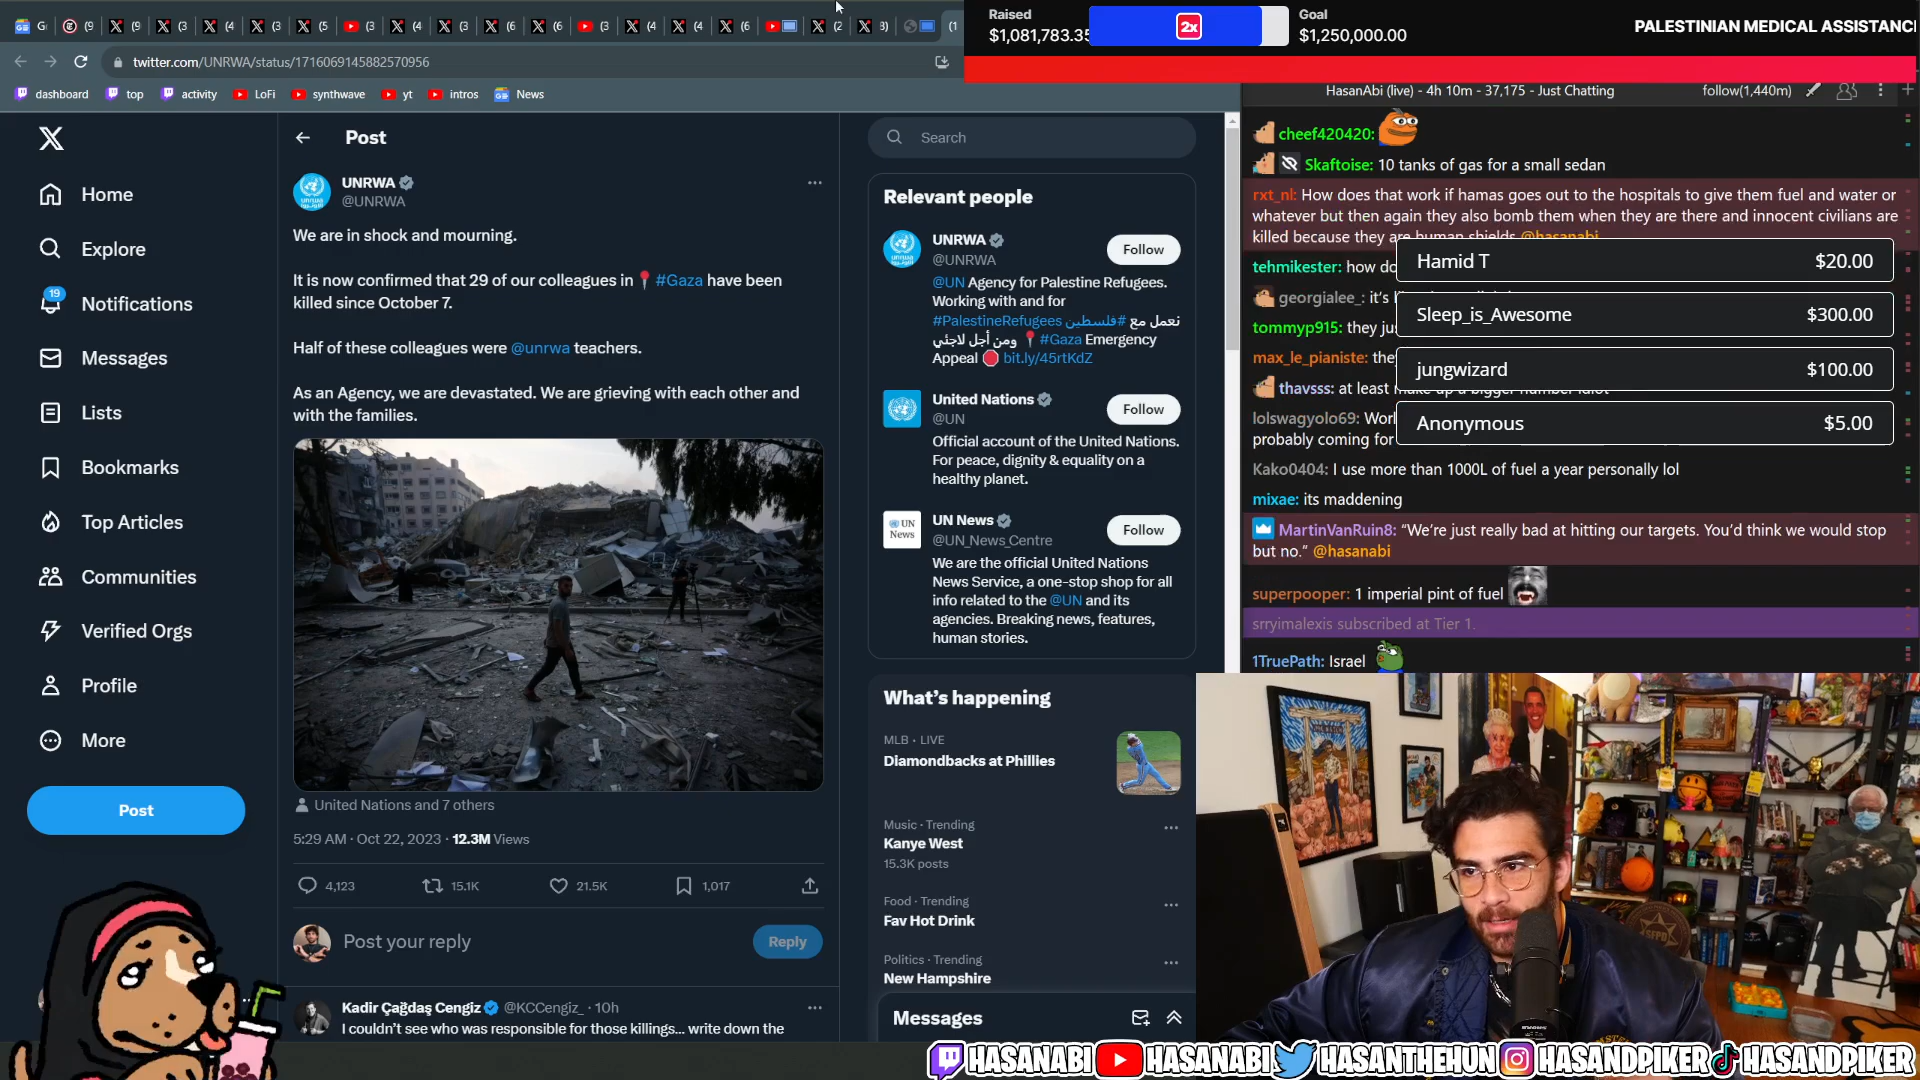 twitter.com/UNRWA/status/1716069145882570956
dashboard
top
activity
LoFi
synthwave
yt
intros
News
Raised
$1,081,783.35
2x
Goal
$1,250,000.00
PALESTINIAN MEDICAL ASSISTANC
Home
Explore
19
Notifications
Messages
Lists
Bookmarks
Top Articles
Communities
Verified Orgs
Profile
More
Post
Post
UNRWA
@UNRWA
We are in shock and mourning.
It is now confirmed that 29 of our colleagues in 📍 #Gaza have been
killed since October 7.
Half of these colleagues were @unrwa teachers.
As an Agency, we are devastated. We are grieving with each other and
with the families.
United Nations and 7 others
5:29 AM · Oct 22, 2023 · 12.3M Views
4,123
15.1K
21.5K
1,017
Post your reply
Reply
Kadir Çağdaş Cengiz @KCCengiz_ · 10h
I couldn't see who was responsible for those killings... write down the
Search
Relevant people
UNRWA
@UNRWA
Follow
@UN Agency for Palestine Refugees.
Working with and for
#PalestineRefugees نعمل مع #فلسطين
ومن أجل لاجئي 📍 #Gaza Emergency
Appeal 🛑 bit.ly/45rtKdZ
United Nations
@UN
Follow
Official account of the United Nations.
For peace, dignity & equality on a
healthy planet.
UN News
UN News
@UN_News_Centre
Follow
We are the official United Nations
News Service, a one-stop shop for all
info related to the @UN and its
agencies. Breaking news, features,
human stories.
What's happening
MLB · LIVE
Diamondbacks at Phillies
Music · Trending
Kanye West
15.3K posts
Food · Trending
Fav Hot Drink
Politics · Trending
New Hampshire
Messages
HasanAbi (live) - 4h 10m - 37,175 - Just Chatting
follow(1,440m)
cheef420420:
Skaftoise: 10 tanks of gas for a small sedan
rxt_nl: How does that work if hamas goes out to the hospitals to give them fuel and water or
whatever but then again they also bomb them when they are there and innocent civilians are
killed because they are human shields @hasanabi
tehmikester: how do
georgialee_: it's
tommyp915: they
max_le_pianiste:
thavsss: at least make up a bigger number idiot
lolswagyolo69:
probably coming for
Hamid T $20.00
Sleep_is_Awesome $300.00
jungwizard $100.00
Anonymous $5.00
Kako0404: I use more than 1000L of fuel a year personally lol
mixae: its maddening
MartinVanRuin8: “We're just really bad at hitting our targets. You'd think we would stop
but no.” @hasanabi
superpooper: 1 imperial pint of fuel
srryimalexis subscribed at Tier 1.
1TruePath: Israel
HASANABI HASANABI HASANTHEHUN HASANDPIKER HASANDPIKER